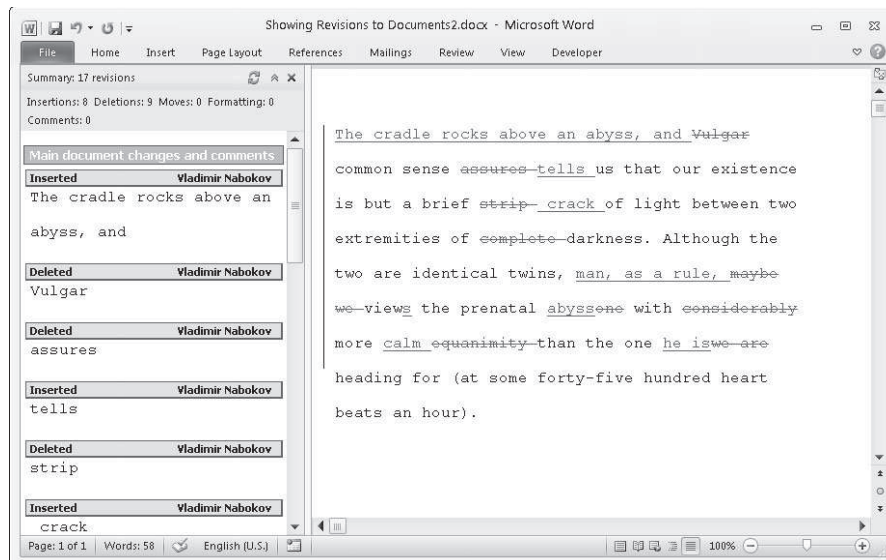 Showing Revisions to Documents2.docx - Microsoft Word
File Home Insert Page Layout References Mailings Review View Developer
Summary: 17 revisions
Insertions: 8 Deletions: 9 Moves: 0 Formatting: 0
Comments: 0
Main document changes and comments
Inserted Vladimir Nabokov
The cradle rocks above an
abyss, and
Deleted Vladimir Nabokov
Vulgar
Deleted Vladimir Nabokov
assures
Inserted Vladimir Nabokov
tells
Deleted Vladimir Nabokov
strip
Inserted Vladimir Nabokov
crack
The cradle rocks above an abyss, and Vulgar
common sense assures tells us that our existence
is but a brief strip crack of light between two
extremities of complete darkness. Although the
two are identical twins, man, as a rule, maybe
we views the prenatal abyssone with considerably
more calm equanimity than the one he iswe are
heading for (at some forty-five hundred heart
beats an hour).
Page: 1 of 1 Words: 58 English (U.S.) 100%